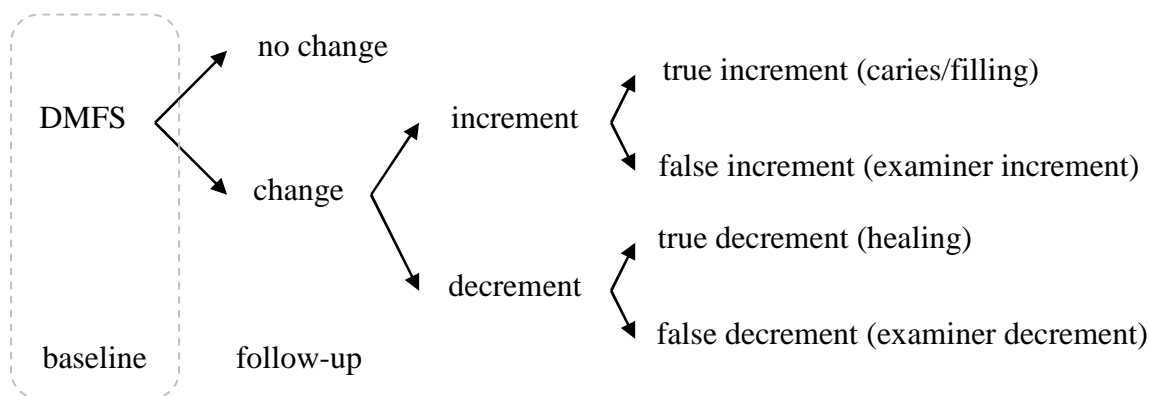 no change
true increment (caries/filling)
DMFS
increment
false increment (examiner increment)
change
true decrement (healing)
decrement
false decrement (examiner decrement)
baseline
follow-up